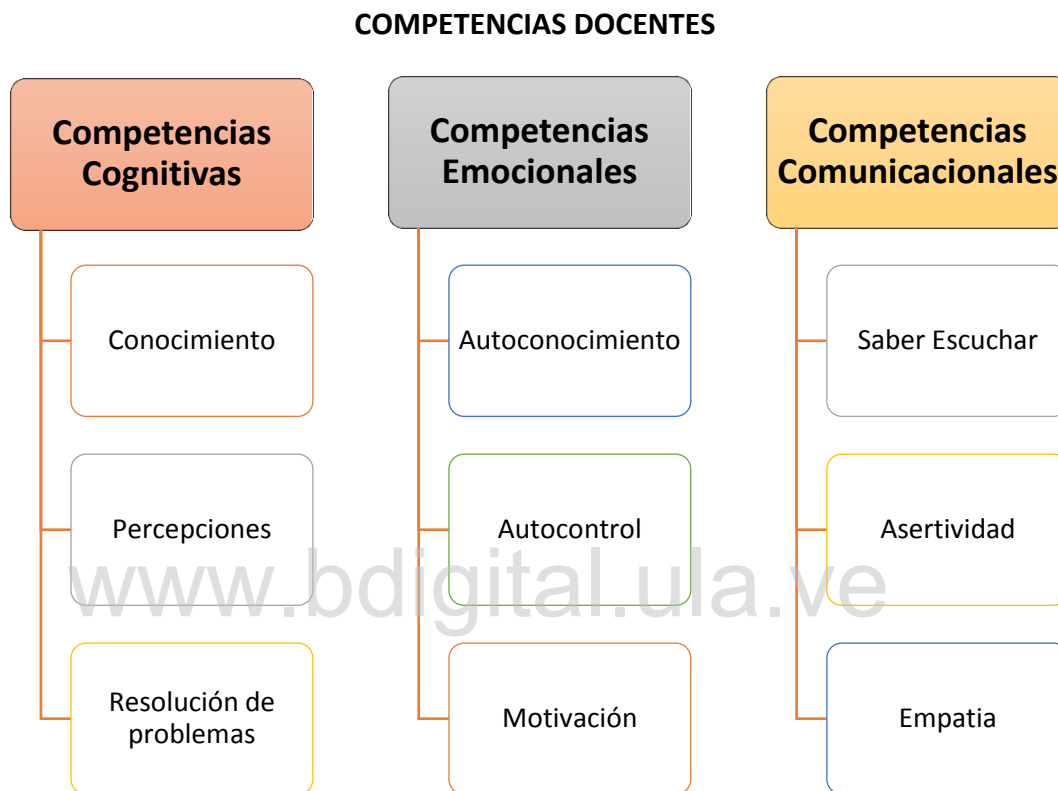 COMPETENCIAS DOCENTES
Competencias
Cognitivas
Conocimiento
Percepciones
Resolución de
problemas
Competencias
Emocionales
Autoconocimiento
Autocontrol
Motivación
Competencias
Comunicacionales
Saber Escuchar
Asertividad
Empatia
www.bdigital.ula.ve